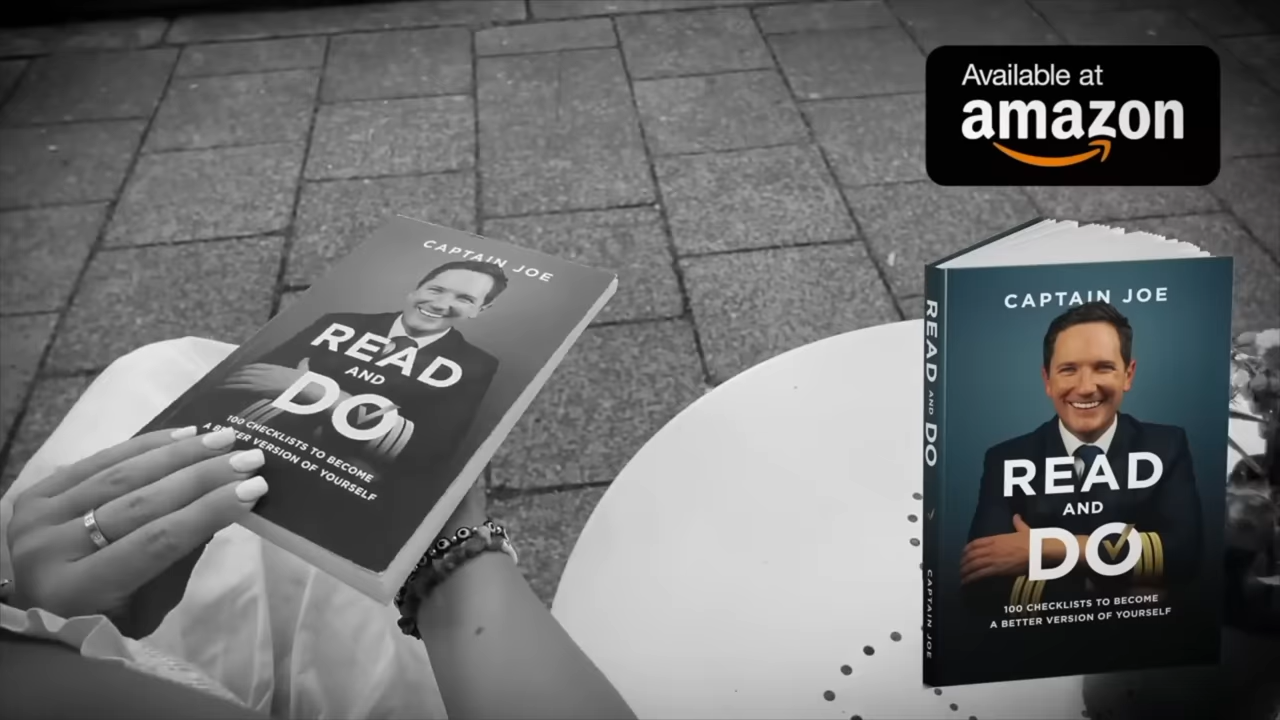 Available at
amazon
CAPTAIN JOE
READ
AND
DO
100 CHECKLISTS TO BECOME
A BETTER VERSION OF YOURSELF
READ AND DO
CAPTAIN JOE
CAPTAIN JOE
READ
AND
DO
100 CHECKLISTS TO BECOME
A BETTER VERSION OF YOURSELF